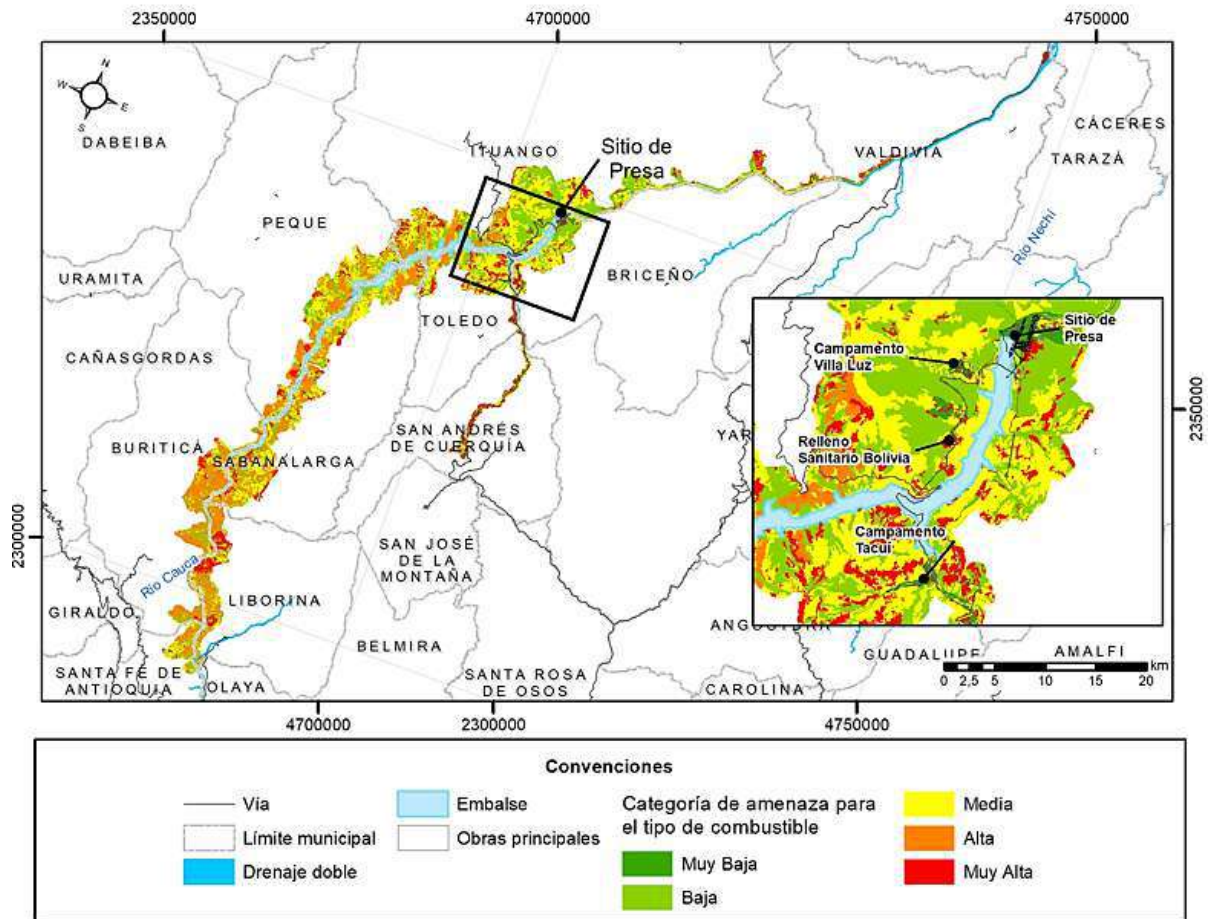 2350000
4700000
4750000
N
W
E
S
DABEIBA
ITUANGO
Sitio de
Presa
VALDIVIA
CÁCERES
TARAZÁ
PEQUE
Río Nechí
URAMITA
BRICEÑO
TOLEDO
CAÑASGORDAS
Sitio de
Presa
Campamento
Villa Luz
2350000
BURITICÁ
SAN ANDRÉS
DE CUERQUÍA
YAR
Relleno
Sanitario Bolivia
SABANALARGA
2300000
SAN JOSÉ
DE LA
MONTAÑA
Campamento
Tacuí
Río Cauca
GIRALDO
LIBORINA
BELMIRA
GUADALUPE
AMALFI
km
0 2,5 5 10 15 20
SANTA FÉ DE
ANTIOQUIA
OLAYA
SANTA ROSA
DE OSOS
CAROLINA
4700000
2300000
4750000
Convenciones
Vía
Límite municipal
Drenaje doble
Embalse
Obras principales
Categoría de amenaza para
el tipo de combustible
Muy Baja
Baja
Media
Alta
Muy Alta